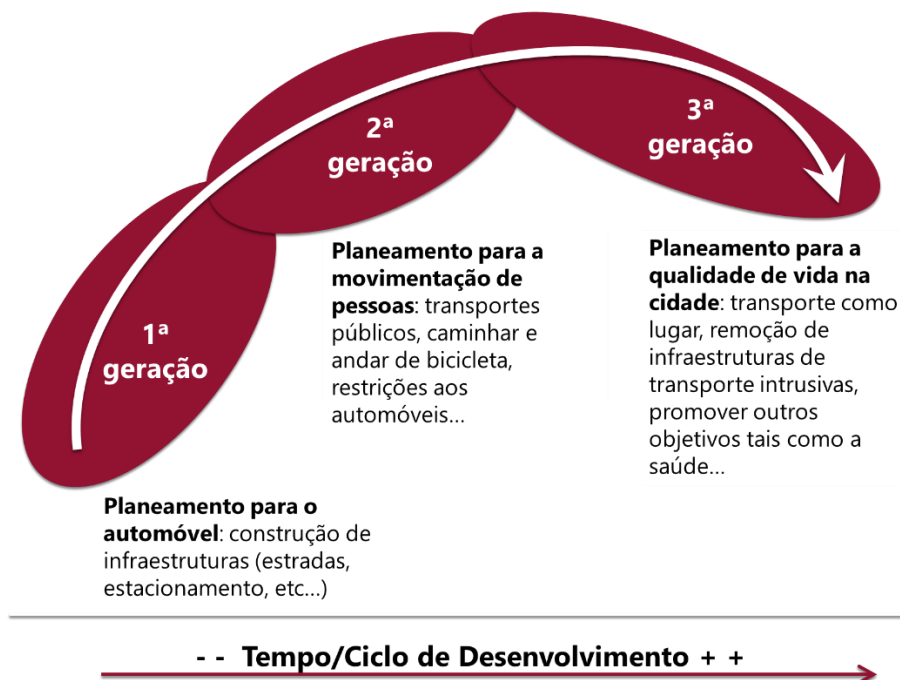 1ª
geração
Planeamento para o
automóvel: construção de
infraestruturas (estradas,
estacionamento, etc...)
2ª
geração
Planeamento para a
movimentação de
pessoas: transportes
públicos, caminhar e
andar de bicicleta,
restrições aos
automóveis...
3ª
geração
Planeamento para a
qualidade de vida na
cidade: transporte como
lugar, remoção de
infraestruturas de
transporte intrusivas,
promover outros
objetivos tais como a
saúde...
- - Tempo/Ciclo de Desenvolvimento + +